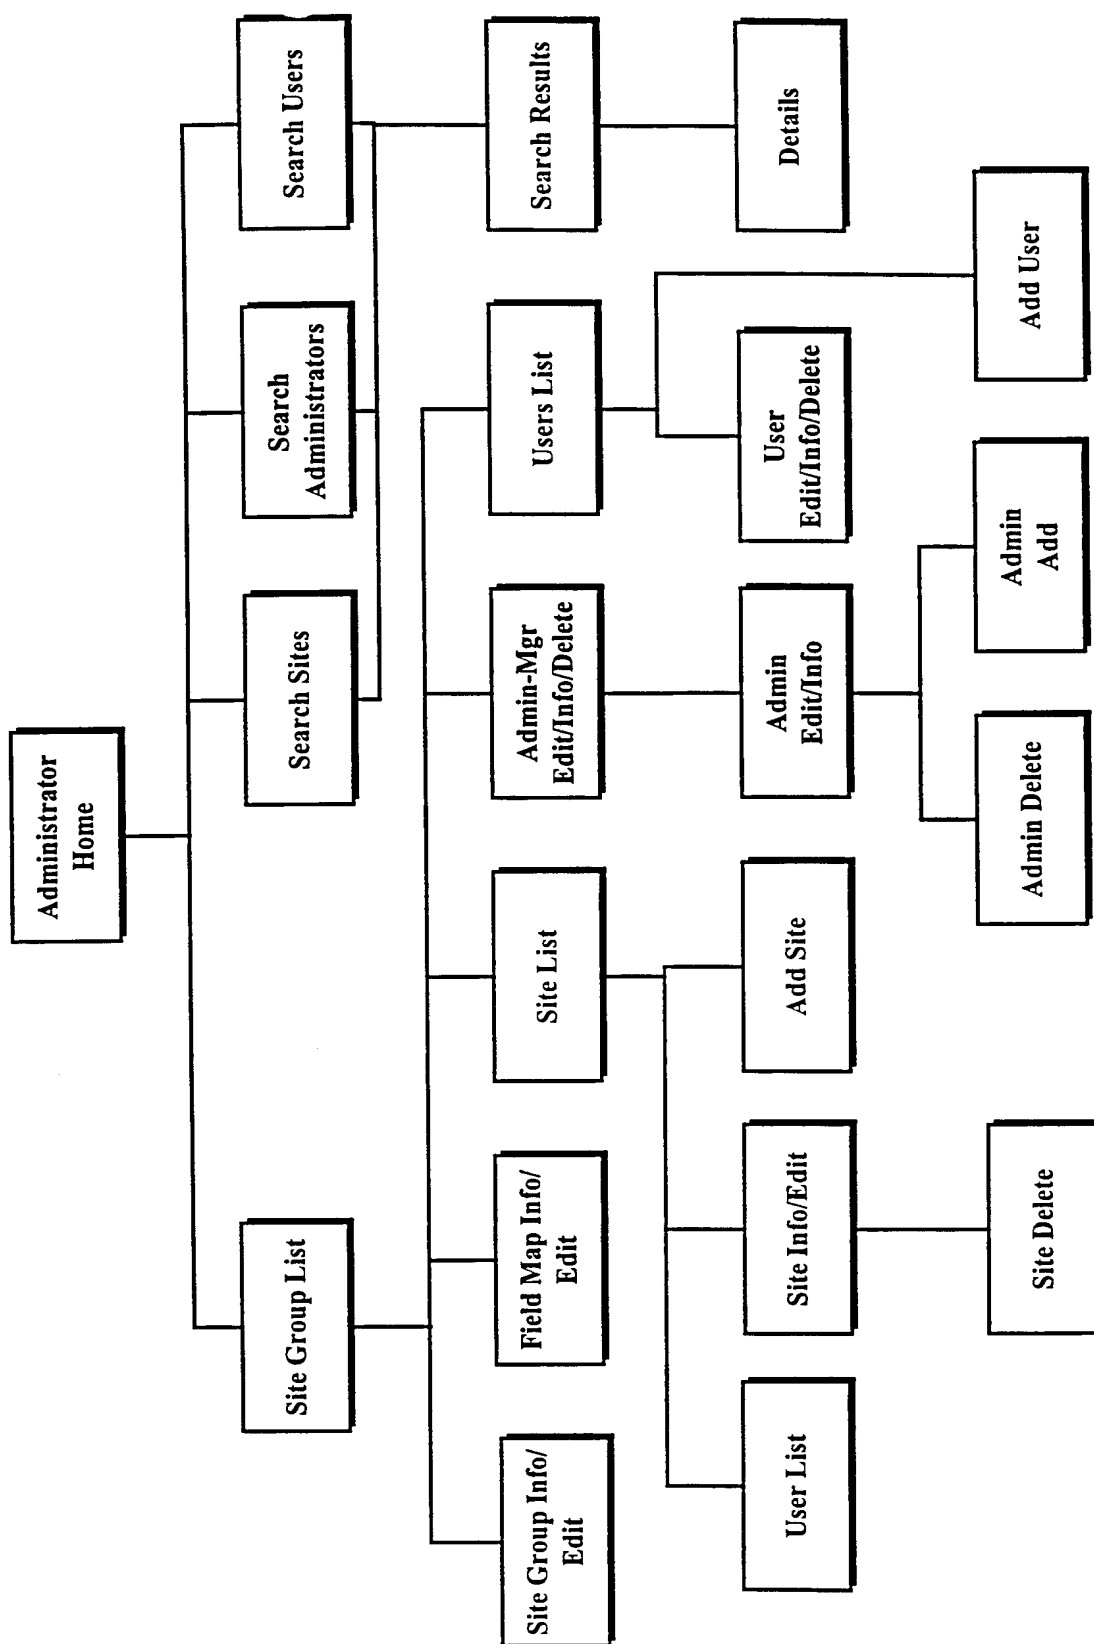 Administrator
Home
Site Group List
Search Sites
Search
Administrators
Search Users
Site Group Info/
Edit
Field Map Info/
Edit
Site List
Admin-Mgr
Edit/Info/Delete
Users List
Search Results
User List
Site Info/Edit
Add Site
Admin
Edit/Info
User
Edit/Info/Delete
Details
Site Delete
Admin Delete
Admin
Add
Add User